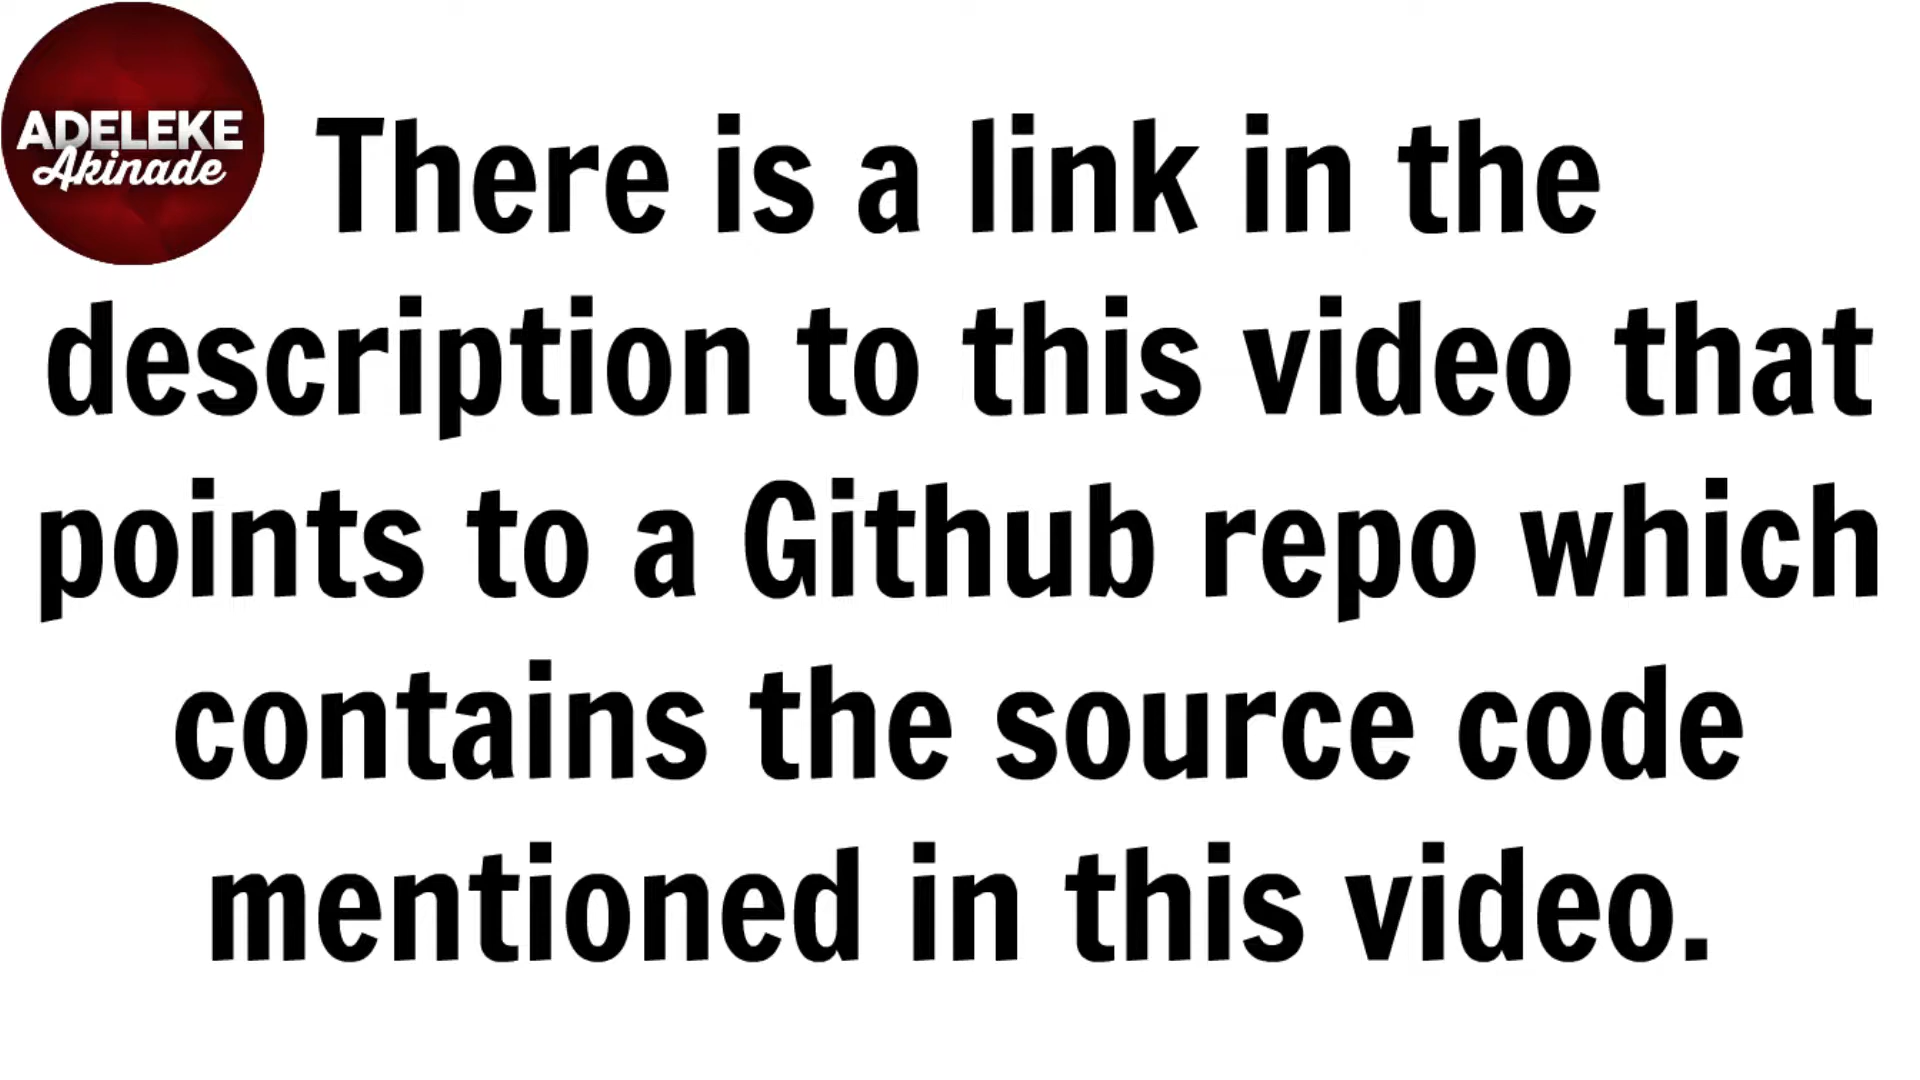 ADELEKE
Akinade
There is a link in the
description to this video that
points to a Github repo which
contains the source code
mentioned in this video.